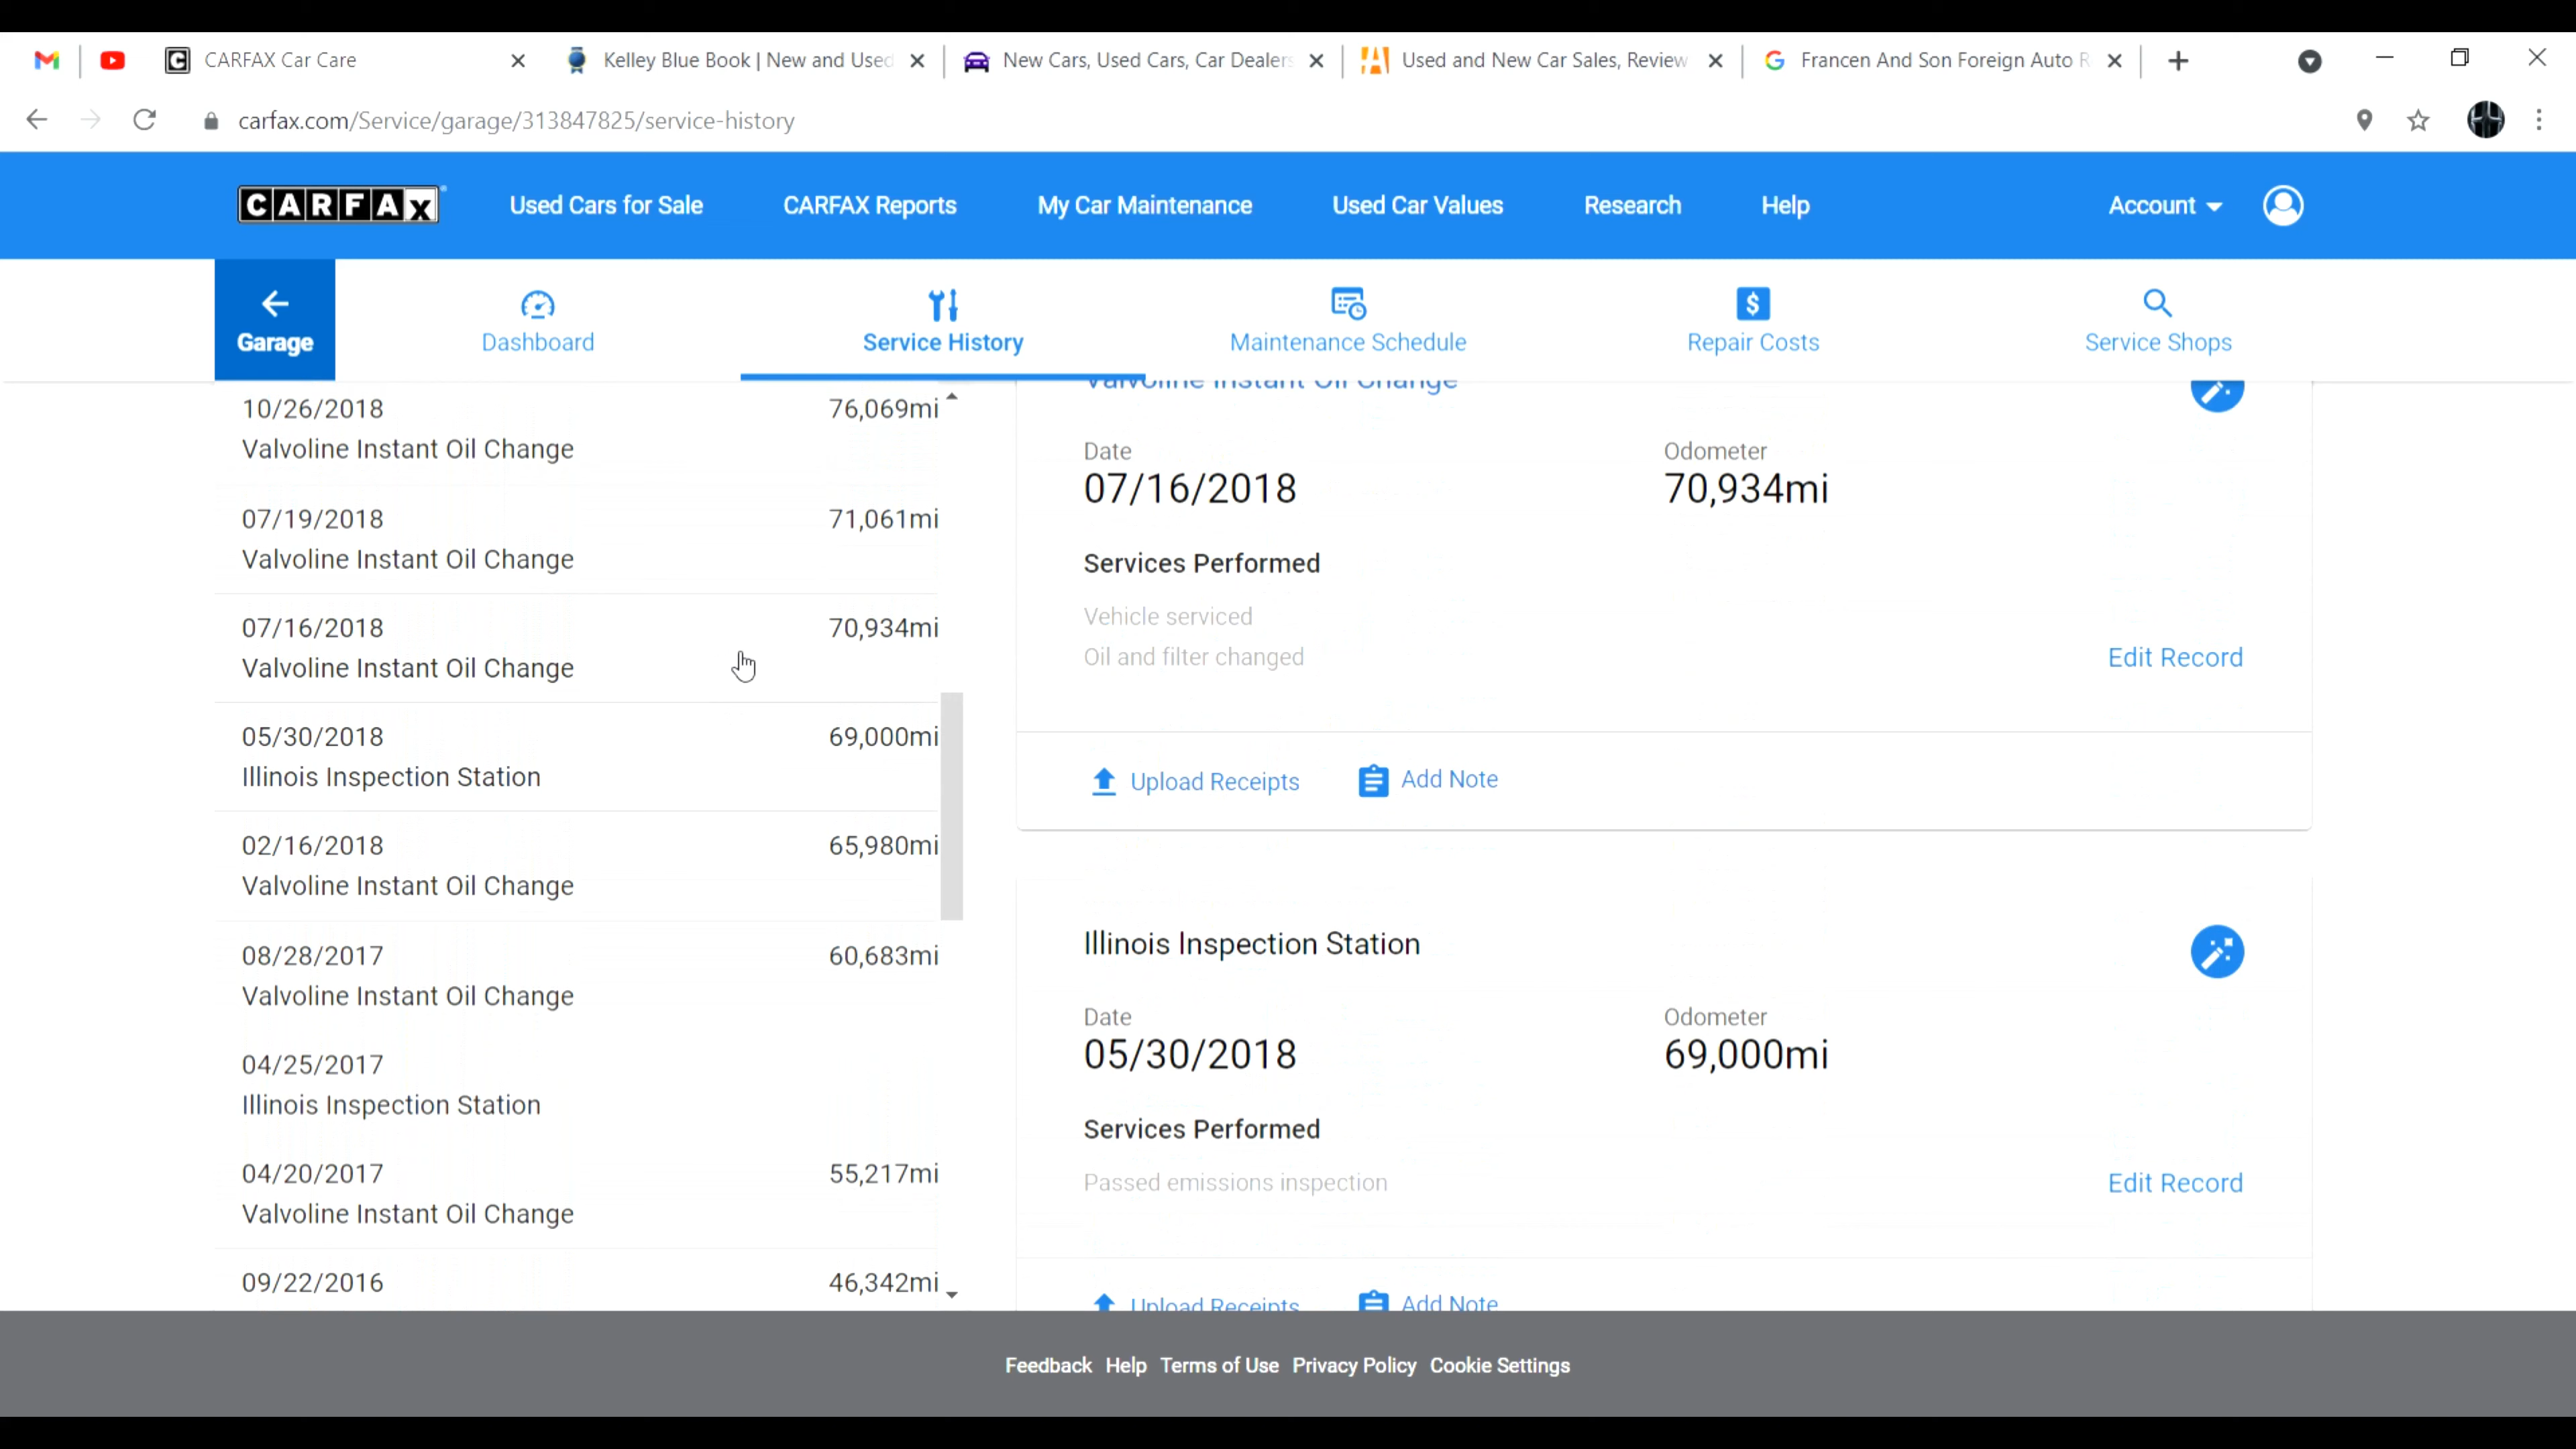 CARFAX Car Care
Kelley Blue Book | New and Used
New Cars, Used Cars, Car Dealers
Used and New Car Sales, Review
Francen And Son Foreign Auto R
carfax.com/Service/garage/313847825/service-history
CARFAX
Used Cars for Sale
CARFAX Reports
My Car Maintenance
Used Car Values
Research
Help
Account
Garage
Dashboard
Service History
Maintenance Schedule
Repair Costs
Service Shops
10/26/2018 76,069mi
Valvoline Instant Oil Change
07/19/2018 71,061mi
Valvoline Instant Oil Change
07/16/2018 70,934mi
Valvoline Instant Oil Change
05/30/2018 69,000mi
Illinois Inspection Station
02/16/2018 65,980mi
Valvoline Instant Oil Change
08/28/2017 60,683mi
Valvoline Instant Oil Change
04/25/2017
Illinois Inspection Station
04/20/2017 55,217mi
Valvoline Instant Oil Change
09/22/2016 46,342mi
Valvoline Instant Oil Change
Date Odometer
07/16/2018 70,934mi
Services Performed
Vehicle serviced
Oil and filter changed
Edit Record
Upload Receipts Add Note
Illinois Inspection Station
Date Odometer
05/30/2018 69,000mi
Services Performed
Passed emissions inspection
Edit Record
Upload Receipts Add Note
Feedback Help Terms of Use Privacy Policy Cookie Settings